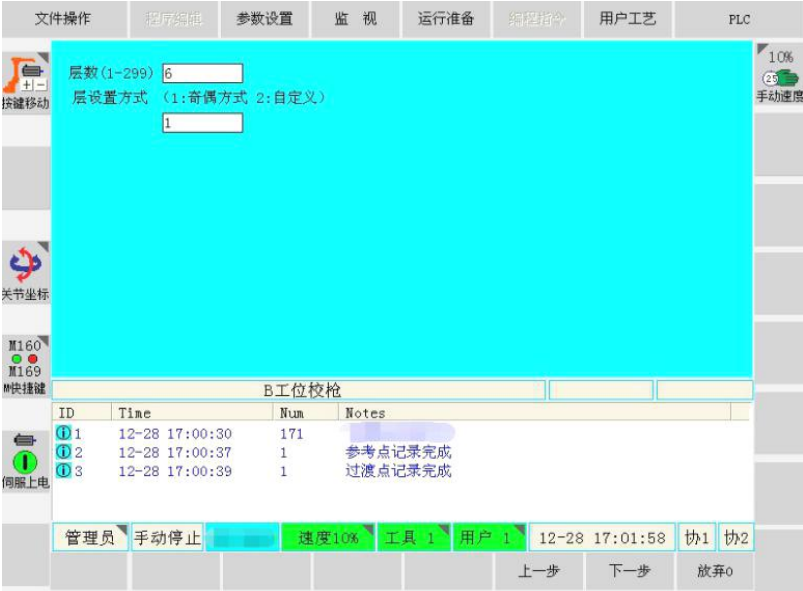 文件操作 程序编辑 参数设置 监 视 运行准备 编程指令 用户工艺 PLC
按键移动
10%
25
手动速度
层数(1-299) 6
层设置方式 (1:奇偶方式 2:自定义)
1
关节坐标
M160
M169
M快捷键
伺服上电
B工位校枪
ID Time Num Notes
1 12-28 17:00:30 171
2 12-28 17:00:37 1 参考点记录完成
3 12-28 17:00:39 1 过渡点记录完成
管理员 手动停止 速度10% 工具 1 用户 1 12-28 17:01:58 协1 协2
上一步 下一步 放弃0